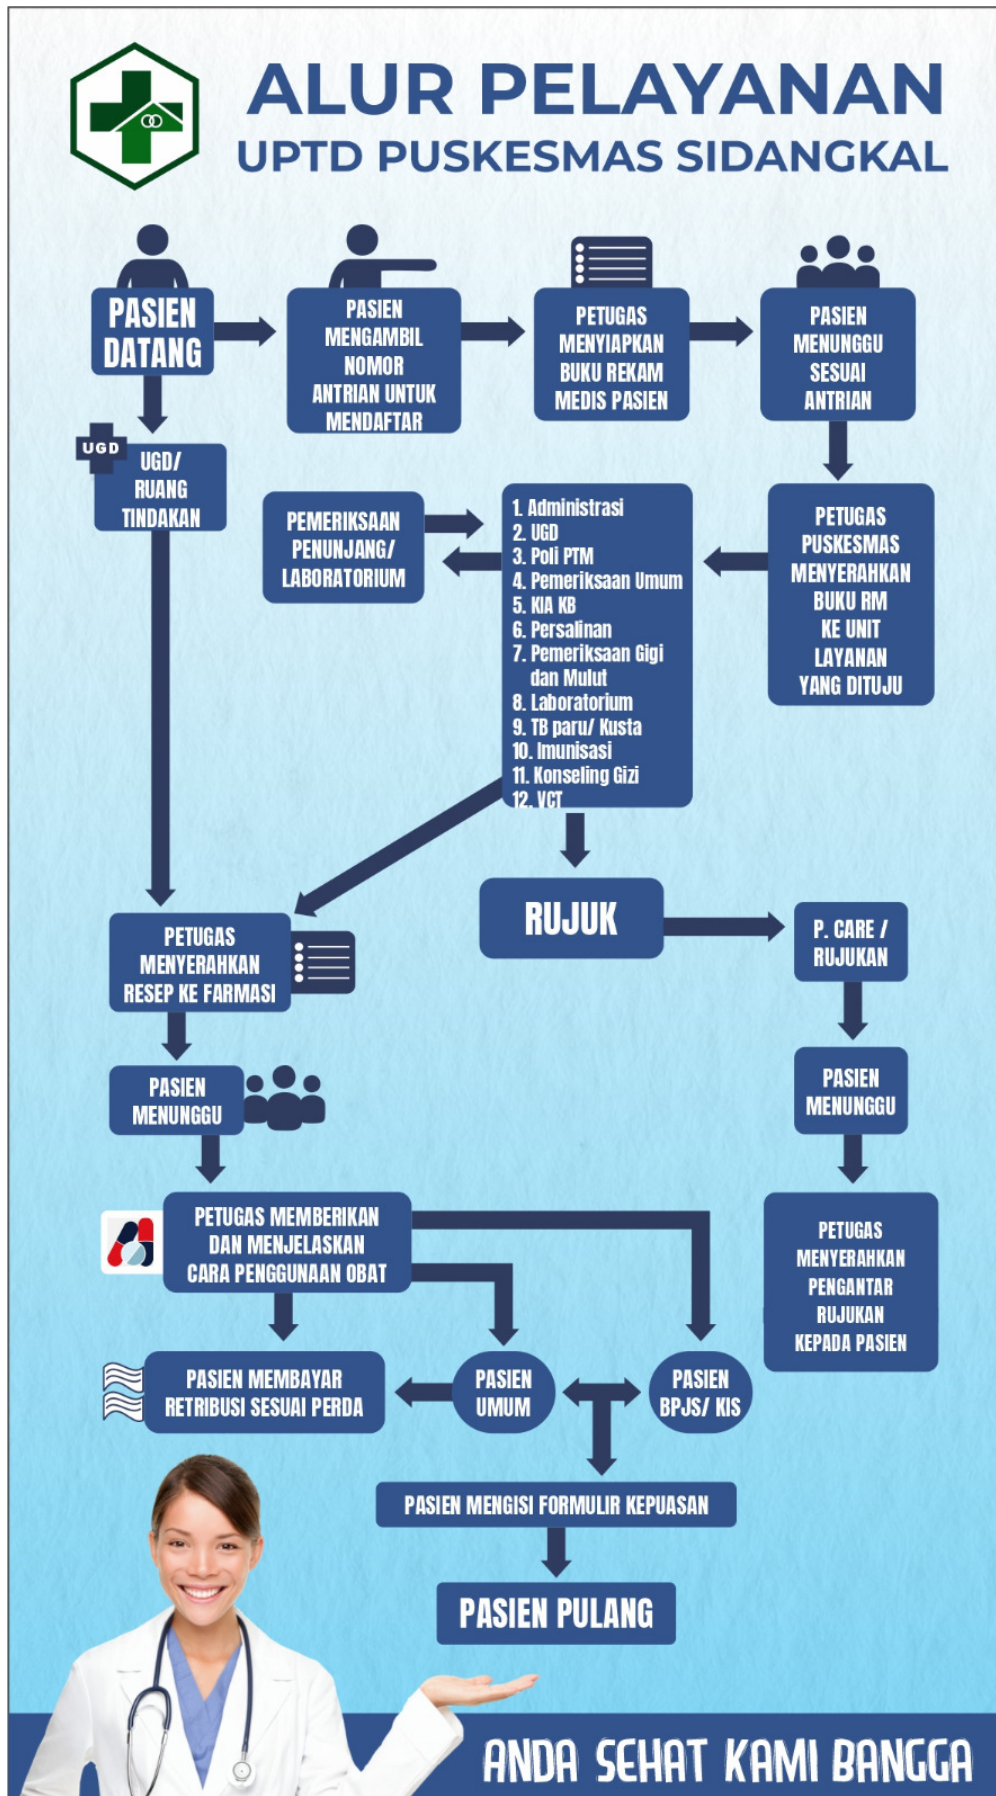 ALUR PELAYANAN
UPTD PUSKESMAS SIDANGKAL
PASIEN
DATANG
PASIEN
MENGAMBIL
NOMOR
ANTRIAN UNTUK
MENDAFTAR
PETUGAS
MENYIAPKAN
BUKU REKAM
MEDIS PASIEN
PASIEN
MENUNGGU
SESUAI
ANTRIAN
UGD
UGD/
RUANG
TINDAKAN
PEMERIKSAAN
PENUNJANG/
LABORATORIUM
1. Administrasi
2. UGD
3. Poli PTM
4. Pemeriksaan Umum
5. KIA KB
6. Persalinan
7. Pemeriksaan Gigi
dan Mulut
8. Laboratorium
9. TB paru/ Kusta
10. Imunisasi
11. Konseling Gizi
12. VCT
PETUGAS
PUSKESMAS
MENYERAHKAN
BUKU RM
KE UNIT
LAYANAN
YANG DITUJU
RUJUK
P. CARE /
RUJUKAN
PETUGAS
MENYERAHKAN
RESEP KE FARMASI
PASIEN
MENUNGGU
PASIEN
MENUNGGU
PETUGAS MEMBERIKAN
DAN MENJELASKAN
CARA PENGGUNAAN OBAT
PETUGAS
MENYERAHKAN
PENGANTAR
RUJUKAN
KEPADA PASIEN
PASIEN MEMBAYAR
RETRIBUSI SESUAI PERDA
PASIEN
UMUM
PASIEN
BPJS/ KIS
PASIEN MENGISI FORMULIR KEPUASAN
PASIEN PULANG
ANDA SEHAT KAMI BANGGA